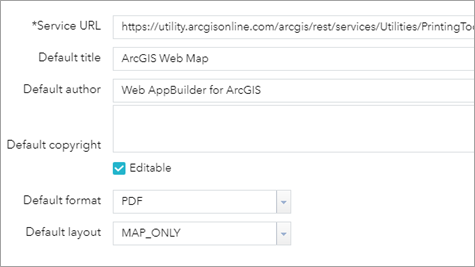 *Service URL https://utility.arcgisonline.com/arcgis/rest/services/Utilities/PrintingToo
Default title ArcGIS Web Map
Default author Web AppBuilder for ArcGIS
Default copyright
Editable
Default format PDF
Default layout MAP_ONLY